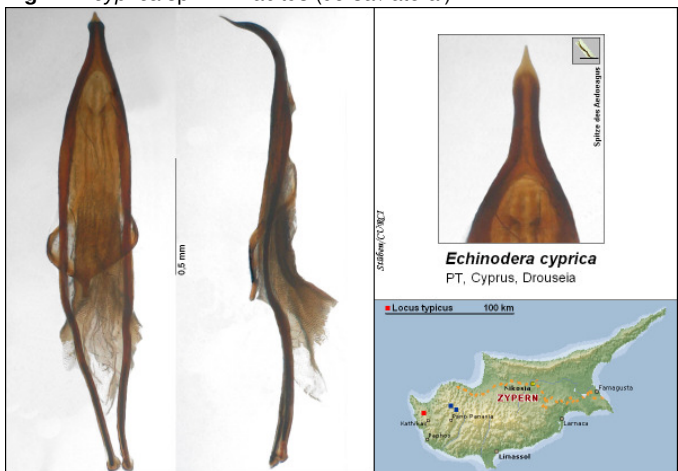 0,5 mm
Stüben/CURCI
Spitze des Aedoeagus
Echinodera cyprica
PT, Cyprus, Drouseia
Locus typicus 100 km
Nikosia
ZYPERN
Famagusta
Kathikas
Pano Panaria
Larnaca
Paphos
Limassol